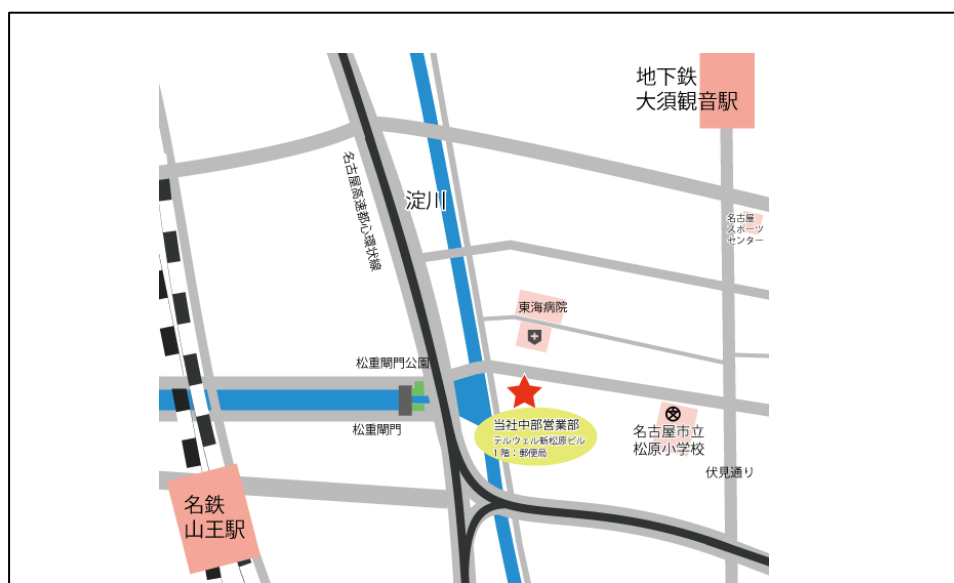 地下鉄
大須観音駅
名古屋高速都心環状線
淀川
名古屋
スポーツ
センター
東海病院
松重閘門公園
松重閘門
当社中部営業部
テルウェル新松原ビル
1階：郵便局
名古屋市立
松原小学校
伏見通り
名鉄
山王駅